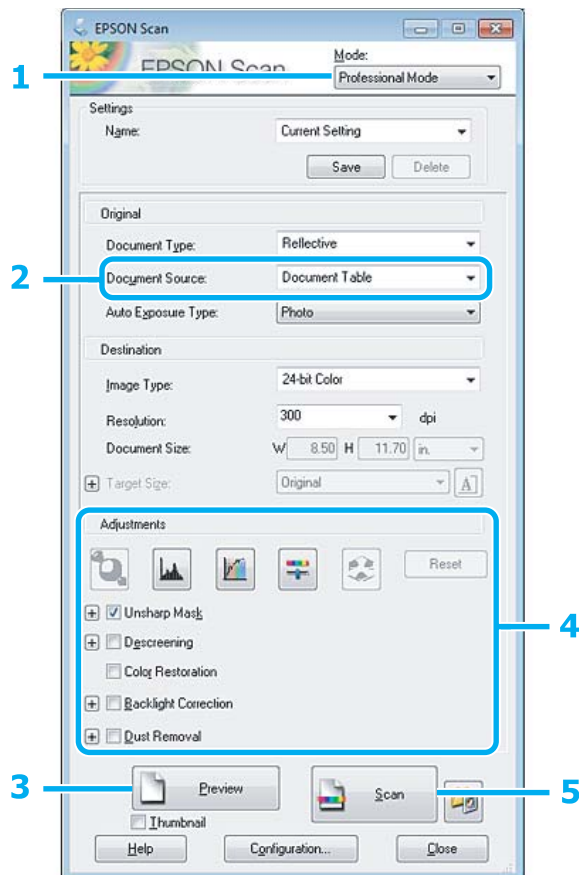 EPSON Scan
EPSON Scan
Mode:
1
Professional Mode
Settings
Name:
Current Setting
Save
Delete
Original
Document Type:
Reflective
2
Document Source:
Document Table
Auto Exposure Type:
Photo
Destination
Image Type:
24-bit Color
Resolution:
300
dpi
Document Size:
W 8.50 H 11.70 in.
Target Size:
Original
A
Adjustments
Reset
Unsharp Mask
4
Descreening
Color Restoration
Backlight Correction
Dust Removal
3
Preview
Scan
5
Thumbnail
Help
Configuration...
Close